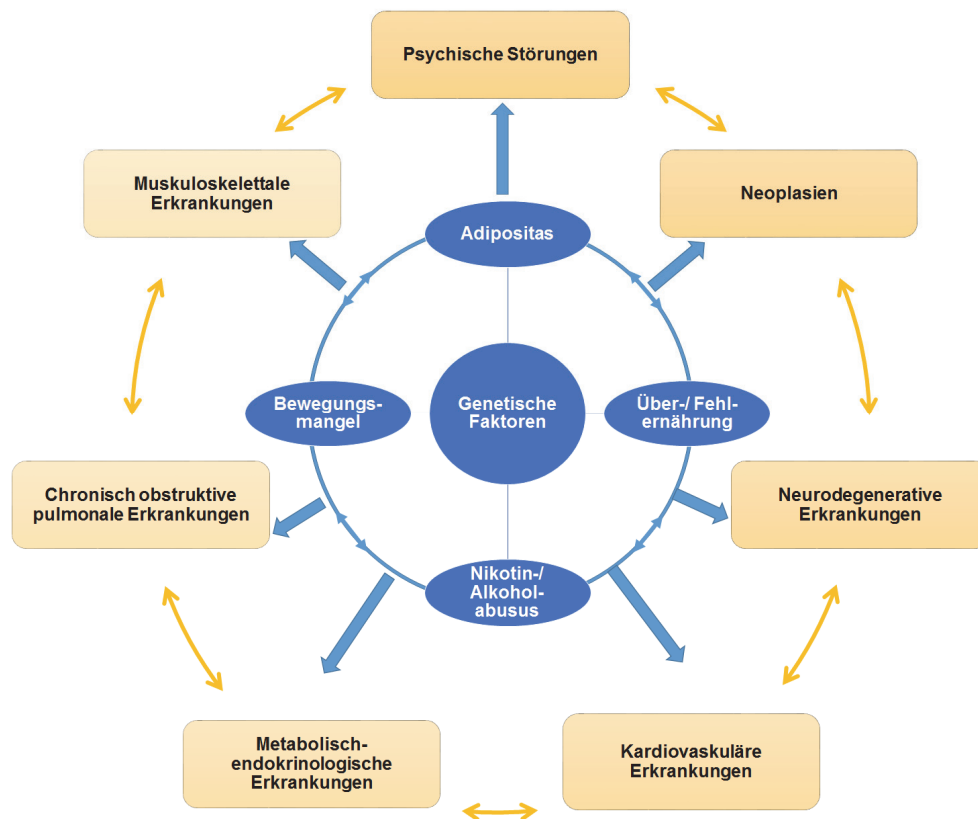 Psychische Störungen
Muskuloskelettale
Erkrankungen
Neoplasien
Adipositas
Bewegungs-
mangel
Genetische
Faktoren
Über-/ Fehl-
ernährung
Chronisch obstruktive
pulmonale Erkrankungen
Neurodegenerative
Erkrankungen
Nikotin-/
Alkohol-
abusus
Metabolisch-
endokrinologische
Erkrankungen
Kardiovaskuläre
Erkrankungen